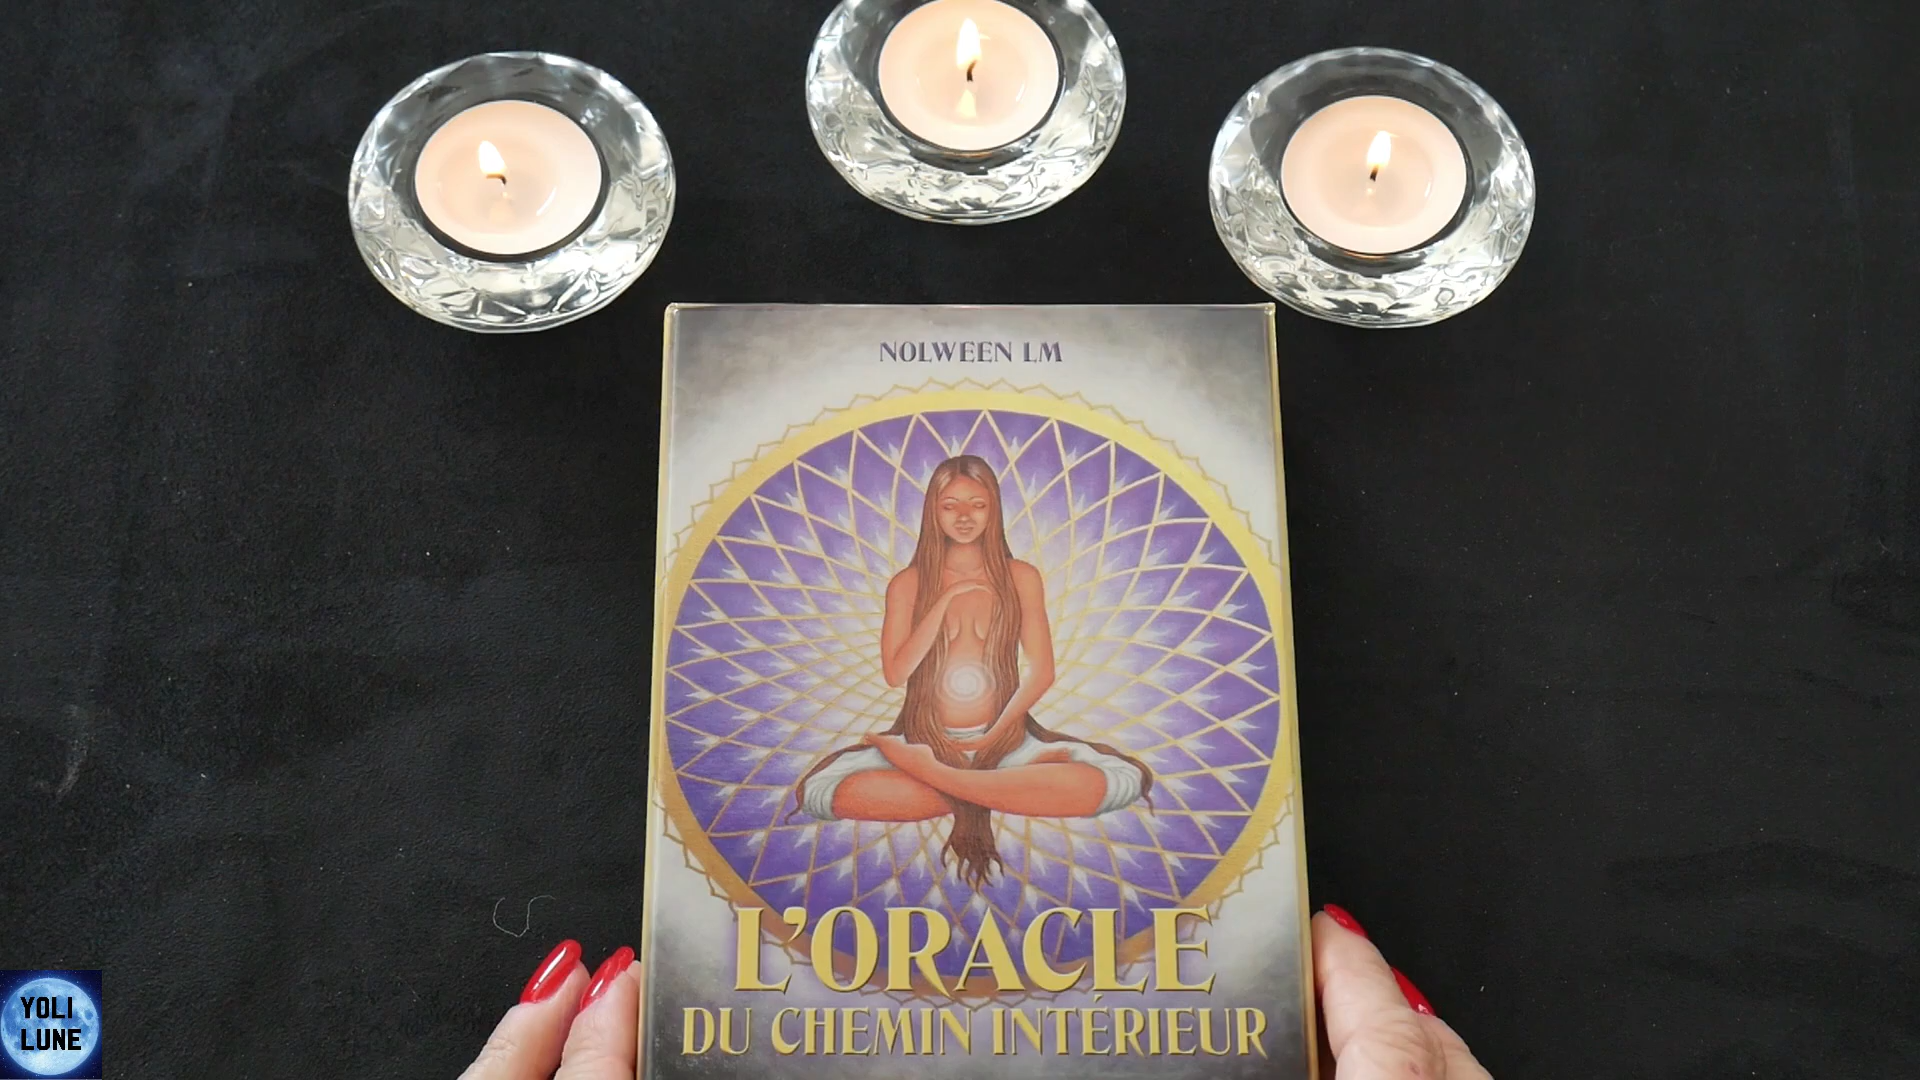 NOLWEEN LM
L'ORACLE
DU CHEMIN INTÉRIEUR
YOLI
LUNE